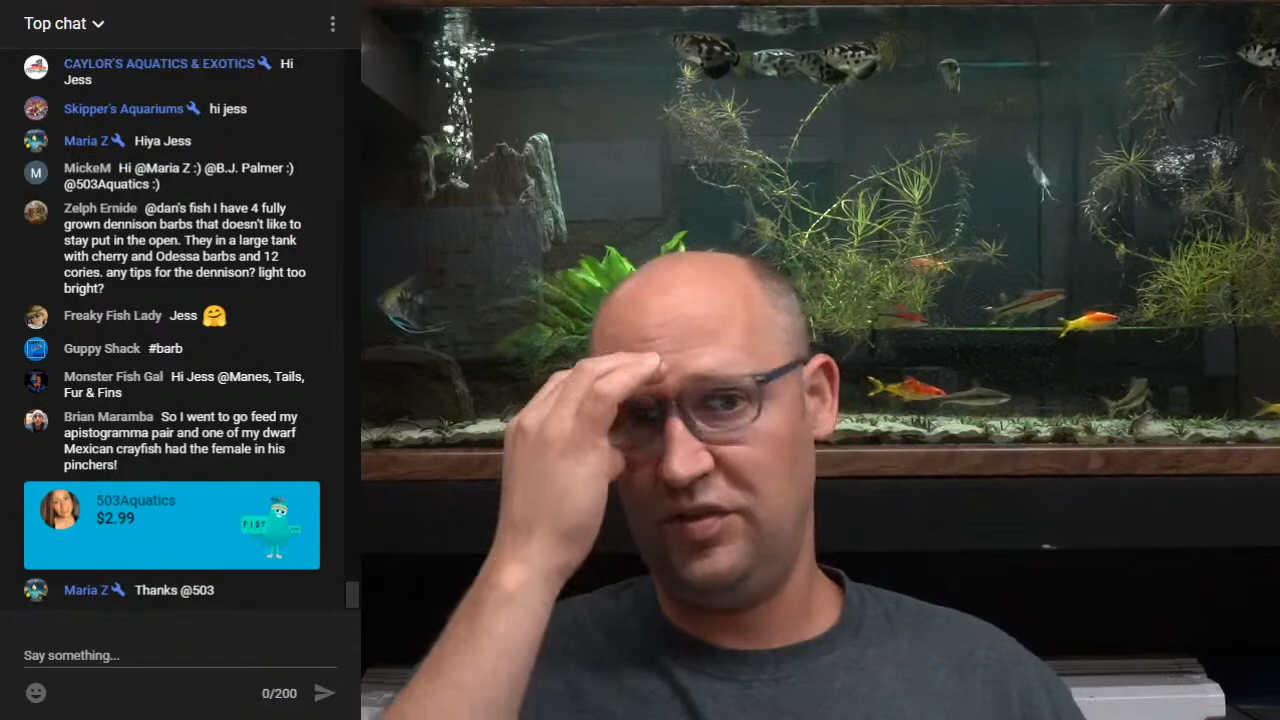 Top chat
CAYLOR'S AQUATICS & EXOTICS Hi
Jess
Skipper's Aquariums hi jess
Maria Z Hiya Jess
M MickeM Hi @Maria Z :) @B.J. Palmer :)
@503Aquatics :)
Zelph Ernide @dan's fish I have 4 fully
grown dennison barbs that doesn't like to
stay put in the open. They in a large tank
with cherry and Odessa barbs and 12
cories. any tips for the dennison? light too
bright?
Freaky Fish Lady Jess
Guppy Shack #barb
Monster Fish Gal Hi Jess @Manes, Tails,
Fur & Fins
Brian Maramba So I went to go feed my
apistogramma pair and one of my dwarf
Mexican crayfish had the female in his
pinchers!
503Aquatics
$2.99
Maria Z Thanks @503
Say something...
0/200